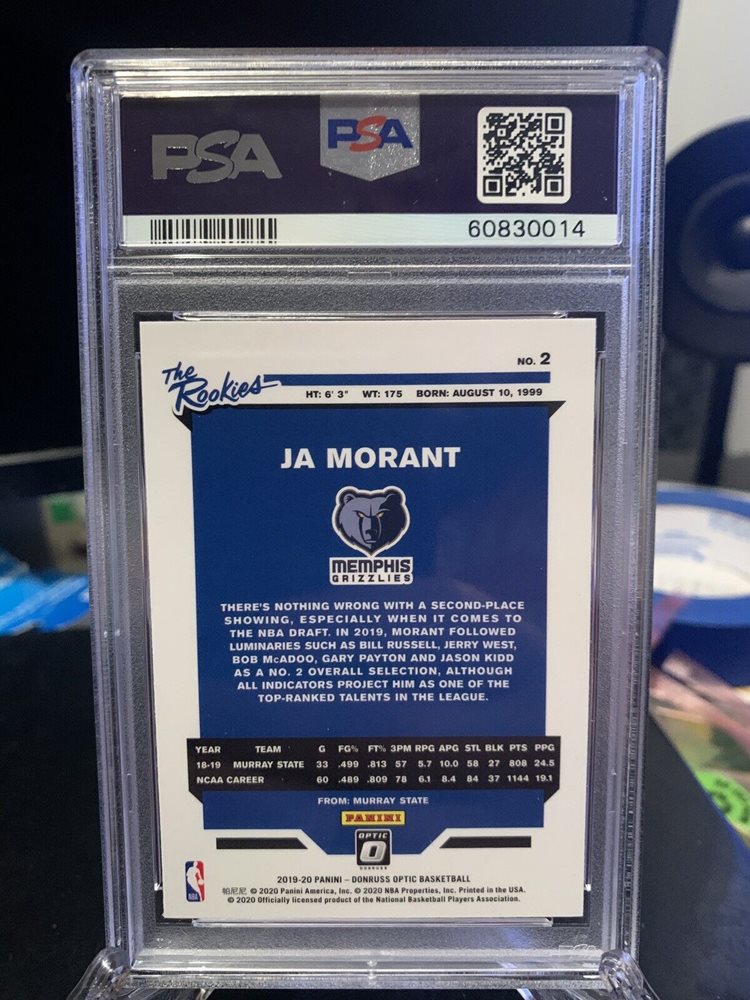 PSA
PSA
60830014
NO. 2
The Rookies
HT: 6' 3" WT: 175 BORN: AUGUST 10, 1999
JA MORANT
MEMPHIS
GRIZZLIES
THERE'S NOTHING WRONG WITH A SECOND-PLACE
SHOWING, ESPECIALLY WHEN IT COMES TO
THE NBA DRAFT. IN 2019, MORANT FOLLOWED
LUMINARIES SUCH AS BILL RUSSELL, JERRY WEST,
BOB McADOO, GARY PAYTON AND JASON KIDD
AS A NO. 2 OVERALL SELECTION, ALTHOUGH
ALL INDICATORS PROJECT HIM AS ONE OF THE
TOP-RANKED TALENTS IN THE LEAGUE.
YEAR TEAM G FG% FT% 3PM RPG APG STL BLK PTS PPG
18-19 MURRAY STATE 33 .499 .813 57 5.7 10.0 58 27 808 24.5
NCAA CAREER 60 .489 .809 78 6.1 8.4 84 37 1144 19.1
FROM: MURRAY STATE
PANINI
OPTIC
O
DONRUSS
NBA
2019-20 PANINI – DONRUSS OPTIC BASKETBALL
帕尼尼 © 2020 Panini America, Inc. © 2020 NBA Properties, Inc. Printed in the USA.
© 2020 Officially licensed product of the National Basketball Players Association.
PSA